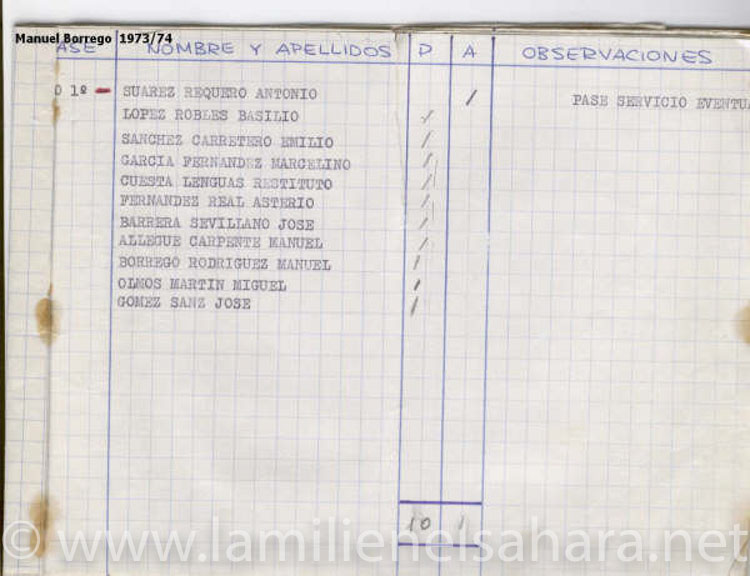 Manuel Borrego 1973/74
ASE NOMBRE Y APELLIDOS P A OBSERVACIONES
O 1º - SUAREZ REQUERO ANTONIO / PASE SERVICIO EVENTUA
LOPEZ ROBLES BASILIO /
SANCHEZ CARRETERO EMILIO /
GARCIA FERNANDEZ MARCELINO /
CUESTA LENGUAS RESTITUTO /
FERNANDEZ REAL ASTERIO /
BARRERA SEVILLANO JOSE /
ALLEGUE CARPENTE MANUEL /
BORREGO RODRIGUEZ MANUEL /
OLMOS MARTIN MIGUEL /
GOMEZ SANZ JOSE /
10 1
© www.lamilienelsahara.net